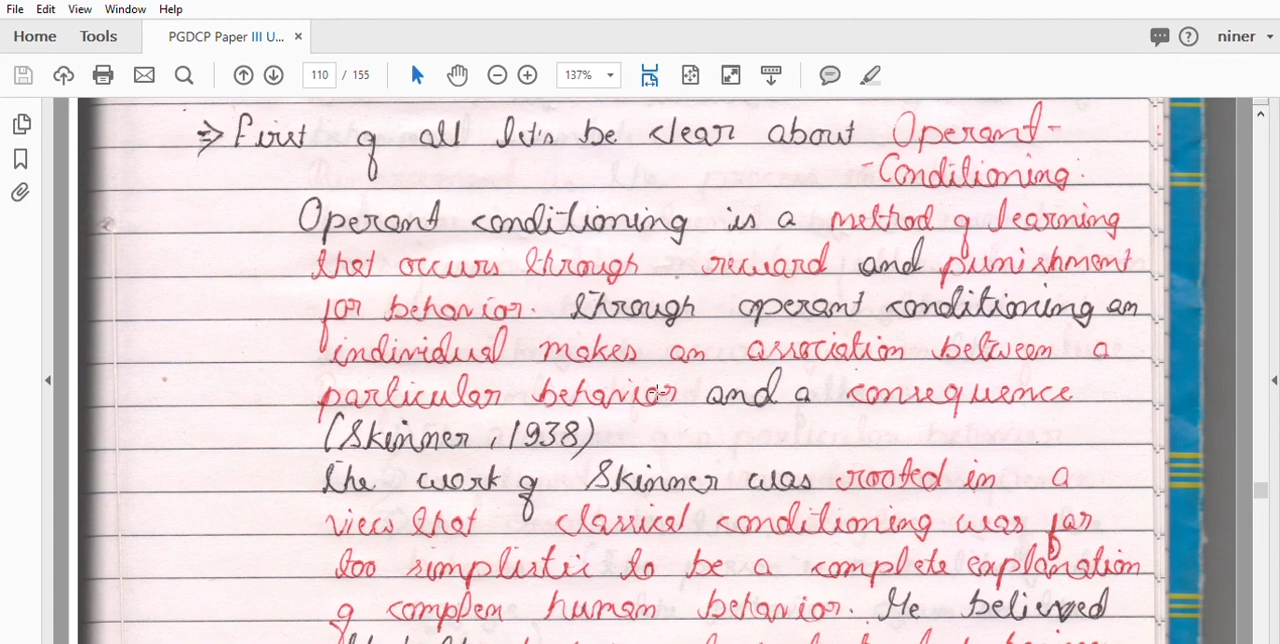 File Edit View Window Help
Home Tools PGDCP Paper III U... × niner
110 / 155 137%
⇒ First of all let's be clear about Operant-
-Conditioning.
Operant conditioning is a method of learning
that occurs through reward and punishment
for behavior. Through operant conditioning an
individual makes an association between a
particular behavior and a consequence
(Skinner, 1938)
The work of Skinner was rooted in a
view that classical conditioning was far
too simplistic to be a complete explanation
of complex human behavior. He believed